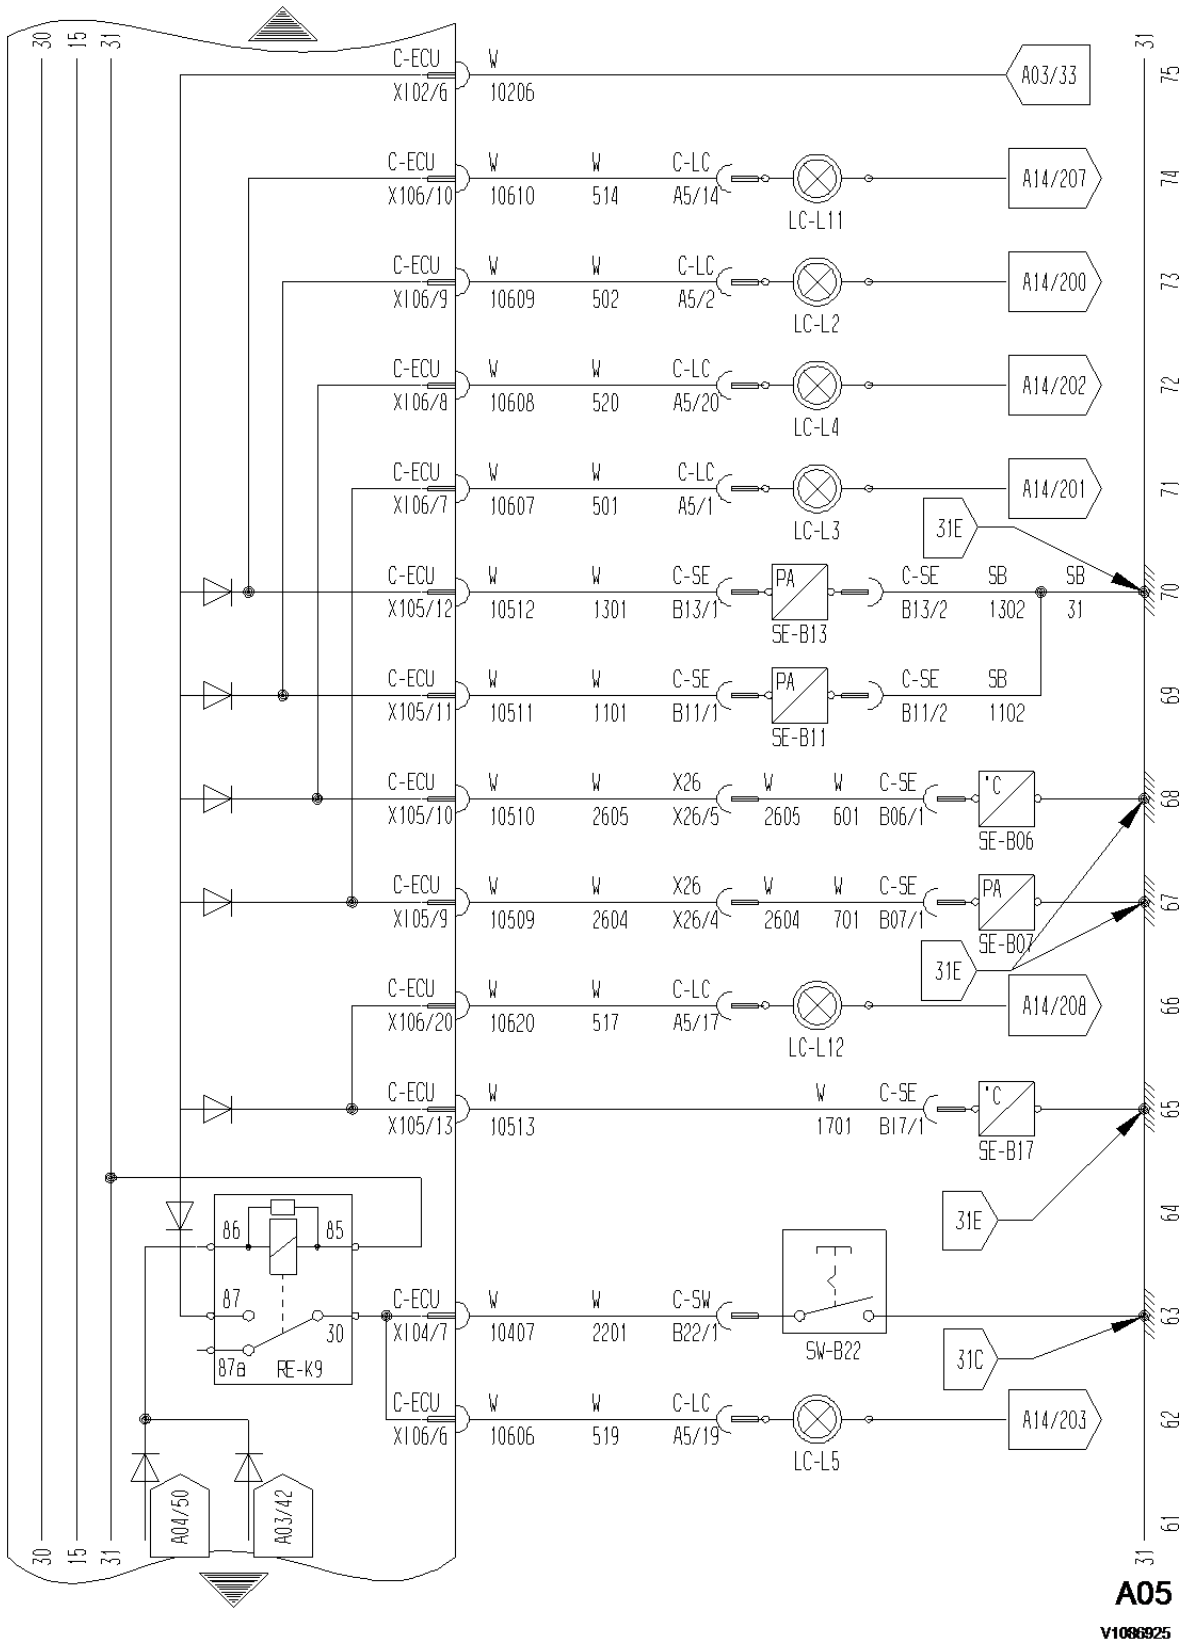 30 15 31 31
C-ECU W 75
X102/6 10206 A03/33
C-ECU W W C-LC 74
X106/10 10610 514 A5/14 A14/207
LC-L11
C-ECU W W C-LC 73
X106/9 10609 502 A5/2 A14/200
LC-L2
C-ECU W W C-LC 72
X106/8 10608 520 A5/20 A14/202
LC-L4
C-ECU W W C-LC 71
X106/7 10607 501 A5/1 A14/201
LC-L3 31E
C-ECU W W C-SE PA C-SE SB SB 70
X105/12 10512 1301 B13/1 B13/2 1302 31
SE-B13
C-ECU W W C-SE PA C-SE SB 69
X105/11 10511 1101 B11/1 B11/2 1102
SE-B11
C-ECU W W X26 W W C-SE °C 68
X105/10 10510 2605 X26/5 2605 601 B06/1
SE-B06
C-ECU W W X26 W W C-SE PA 67
X105/9 10509 2604 X26/4 2604 701 B07/1
SE-B07
31E
C-ECU W W C-LC 66
X106/20 10620 517 A5/17 A14/208
LC-L12
C-ECU W W C-SE °C 65
X105/13 10513 1701 B17/1
SE-B17
86 85 31E 64
87 C-ECU W W C-SW 63
30 X104/7 10407 2201 B22/1
87a RE-K9 SW-B22 31C
C-ECU W W C-LC 62
X106/6 10606 519 A5/19 A14/203
LC-L5
A04/50 A03/42 61
30 15 31 31
A05
V1086925